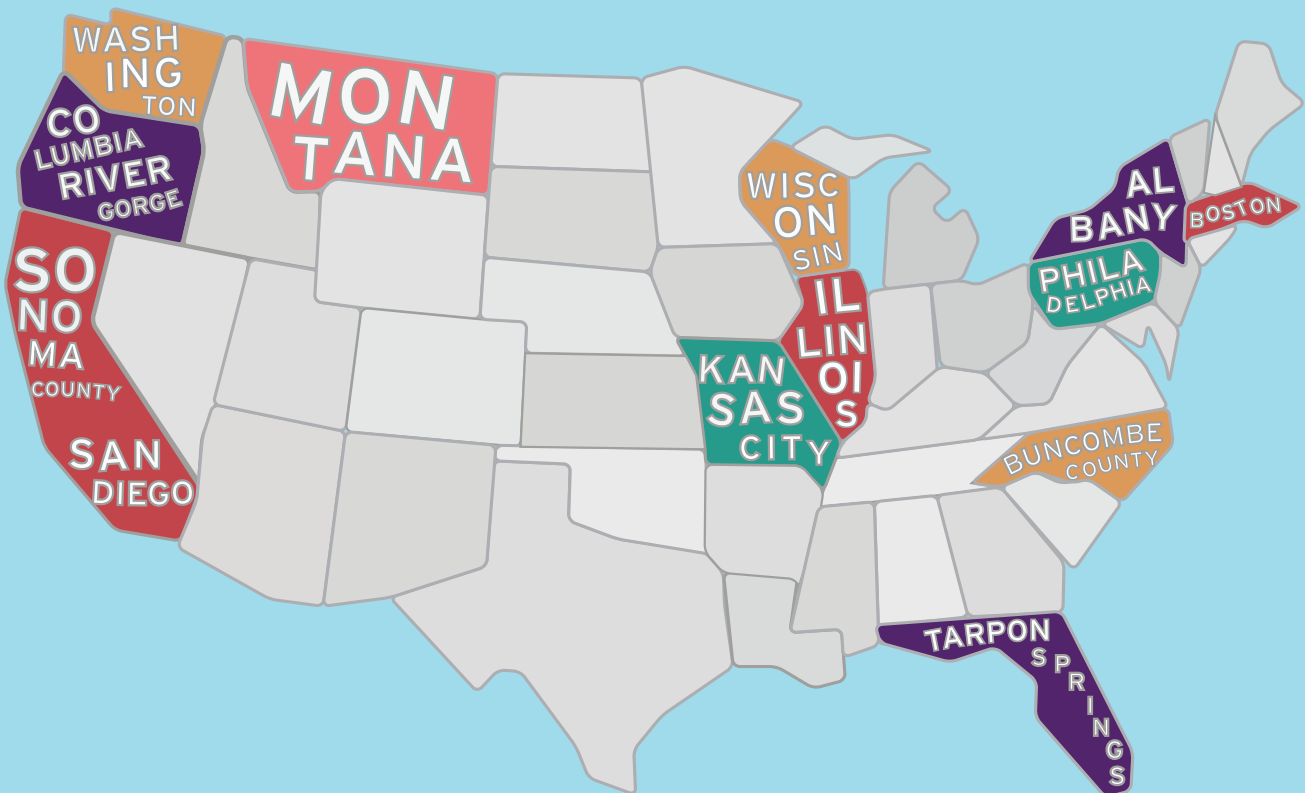 WASH
ING
TON
CO
LUMBIA
RIVER
GORGE
SO
NO
MA
COUNTY
SAN
DIEGO
MON
TANA
WISC
ON
SIN
IL
LIN
OI
S
KAN
SAS
CITY
AL
BANY
BOSTON
PHILA
DELPHIA
BUNCOMBE
COUNTY
TARPON
SPRINGS